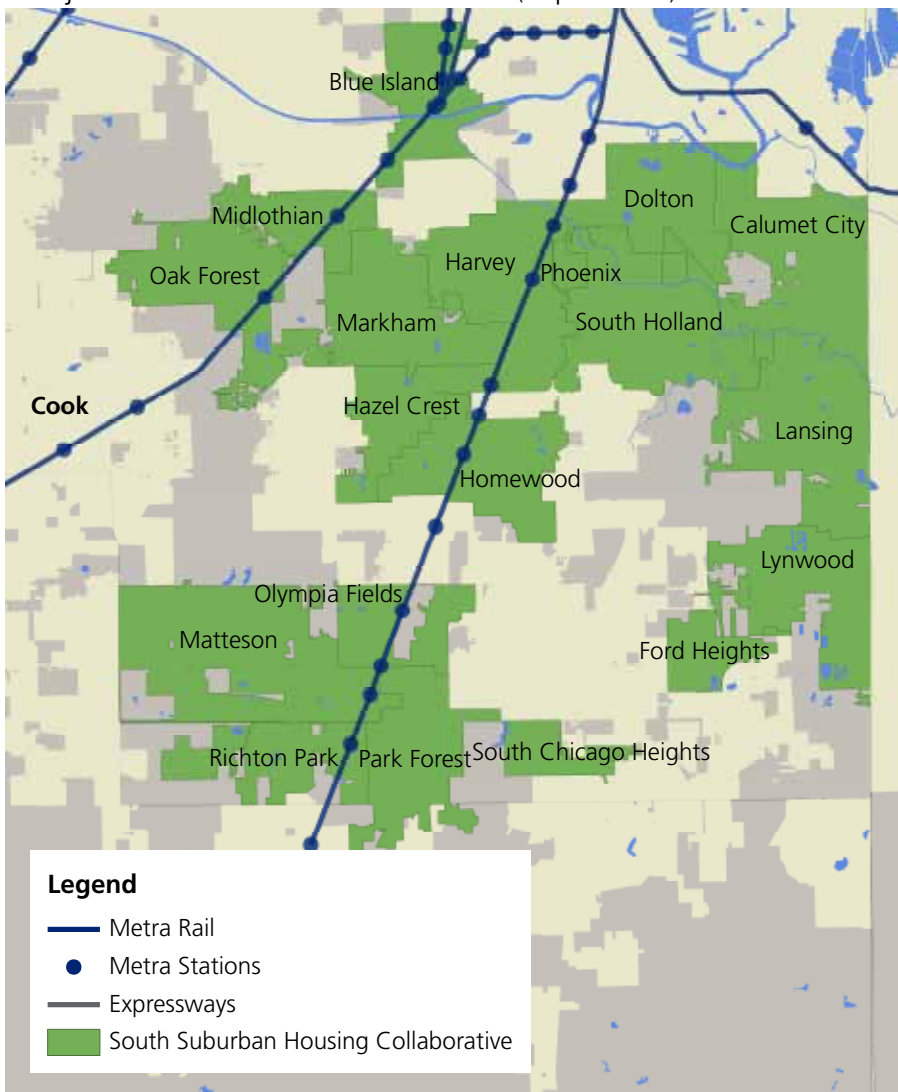 Blue Island
Dolton
Midlothian
Calumet City
Harvey
Phoenix
Oak Forest
Markham
South Holland
Cook
Hazel Crest
Lansing
Homewood
Lynwood
Olympia Fields
Matteson
Ford Heights
Richton Park
Park Forest
South Chicago Heights
Legend
Metra Rail
Metra Stations
Expressways
South Suburban Housing Collaborative